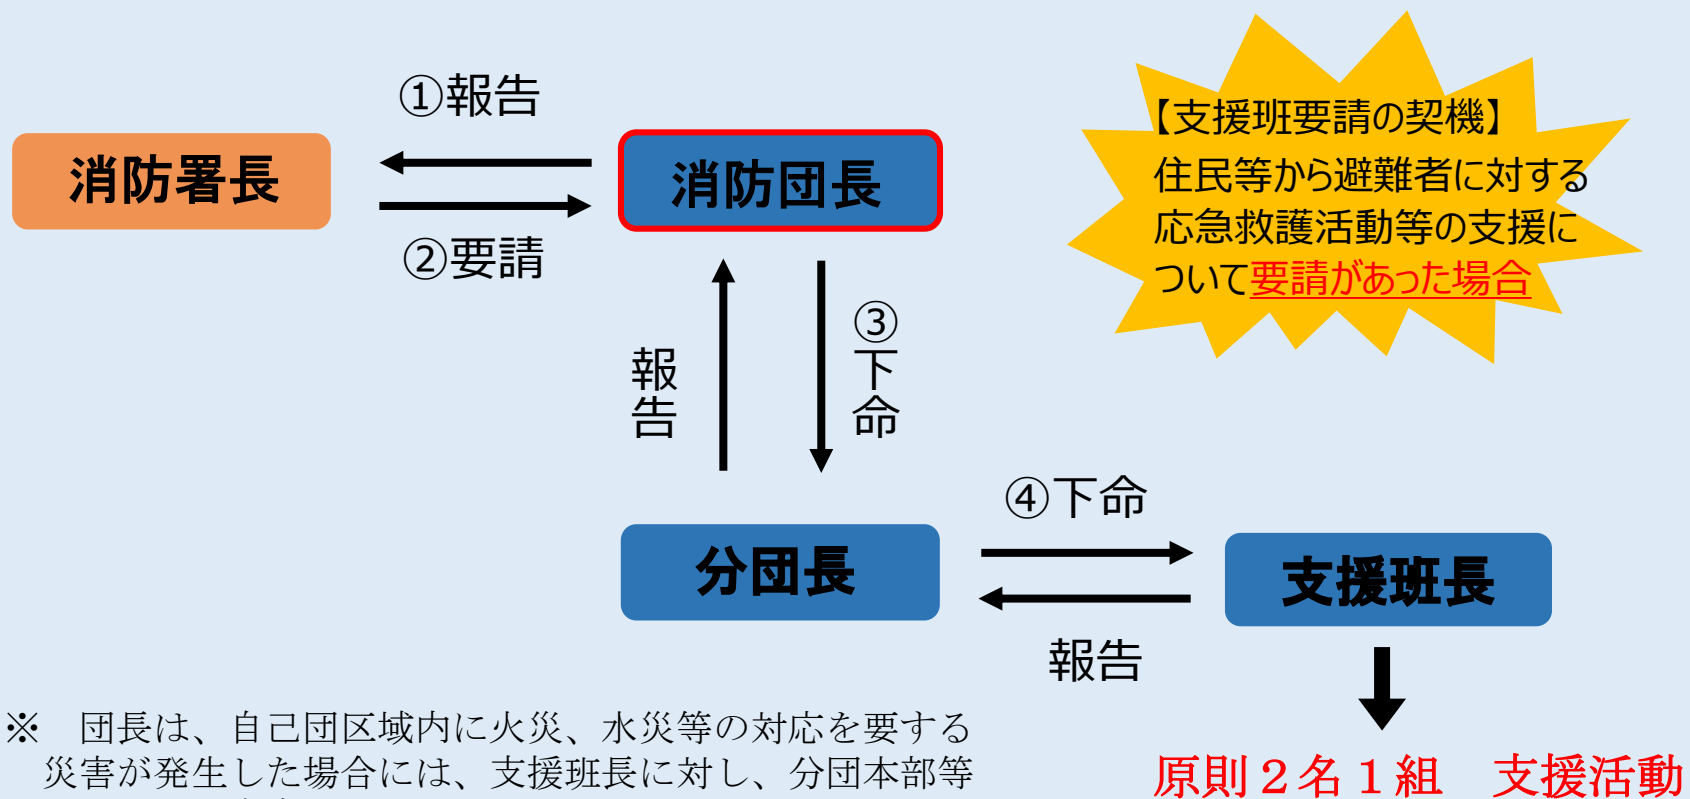 ①報告
消防署長
消防団長
②要請
【支援班要請の契機】
住民等から避難者に対する
応急救護活動等の支援に
ついて要請があった場合
報告
③下命
④下命
分団長
支援班長
報告
※　団長は、自己団区域内に火災、水災等の対応を要する
災害が発生した場合には、支援班長に対し、分団本部等
原則２名１組　支援活動